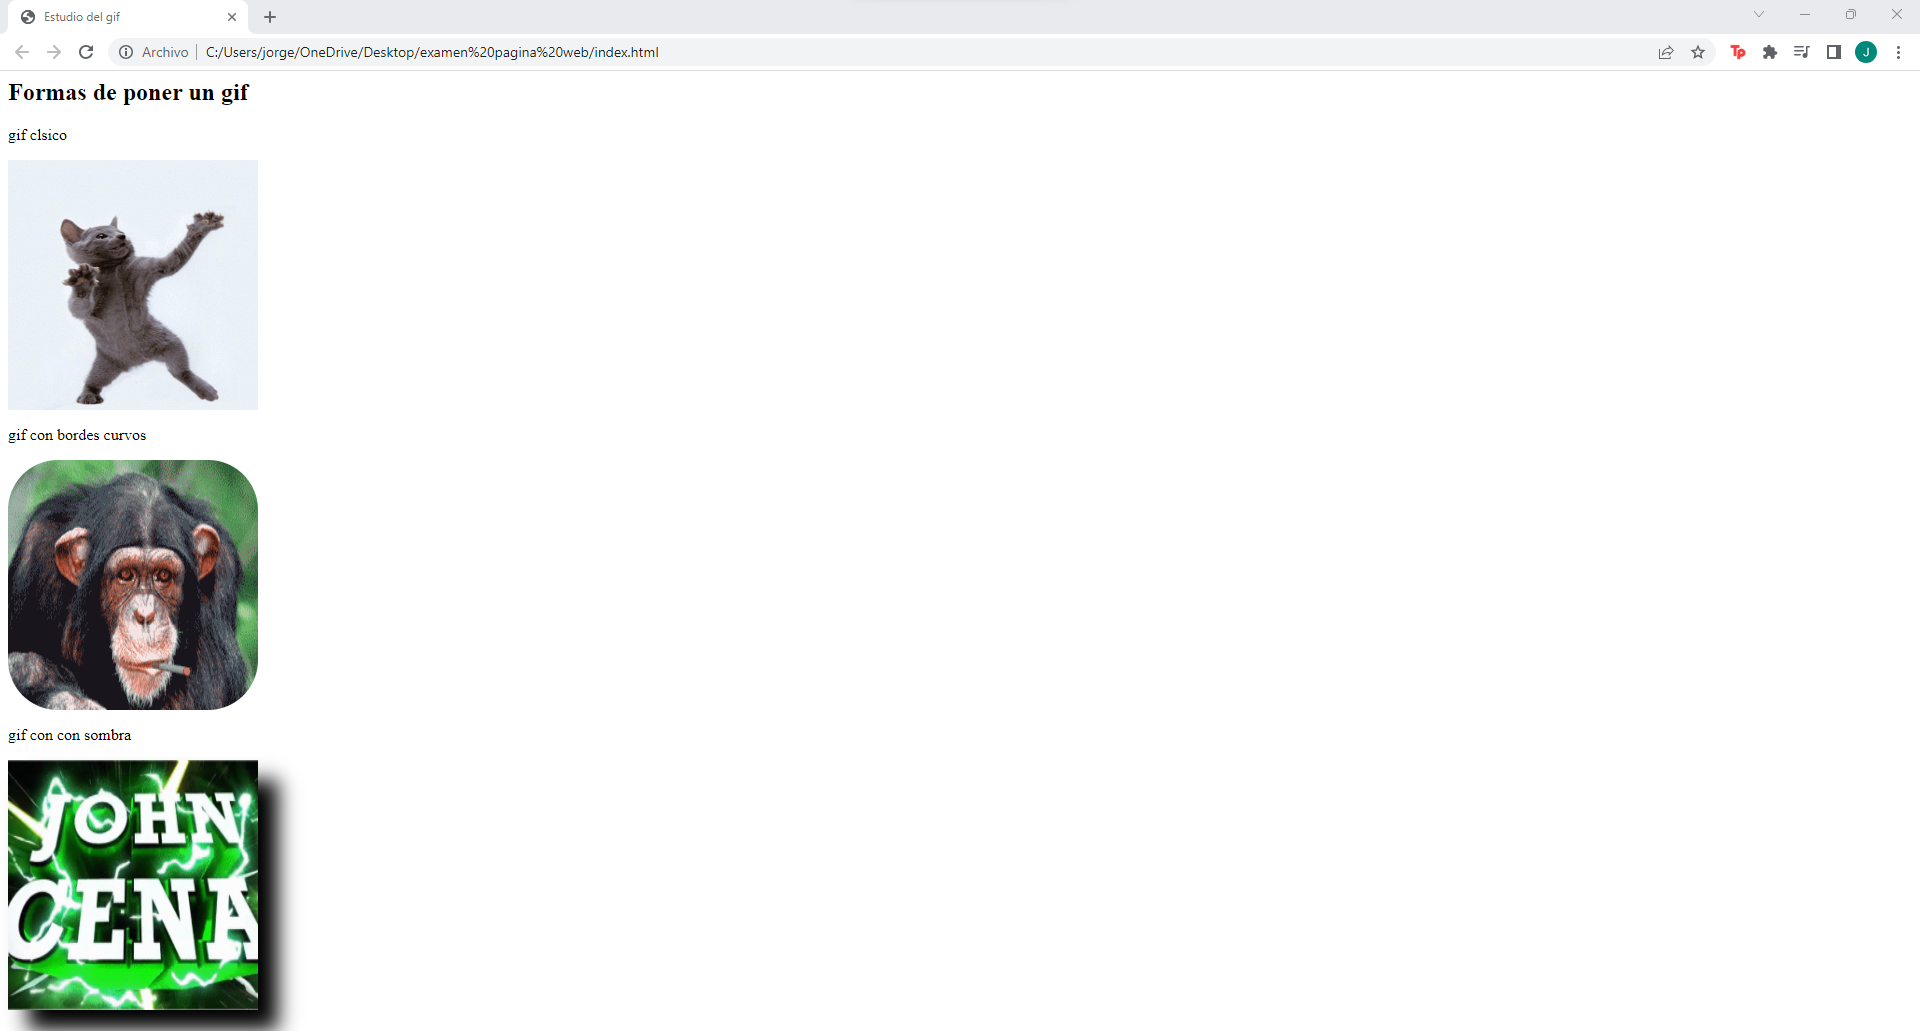 Estudio del gif
Archivo C:/Users/jorge/OneDrive/Desktop/examen%20pagina%20web/index.html
Tp
J
Formas de poner un gif
gif clsico
gif con bordes curvos
gif con con sombra
JOHN
CENA